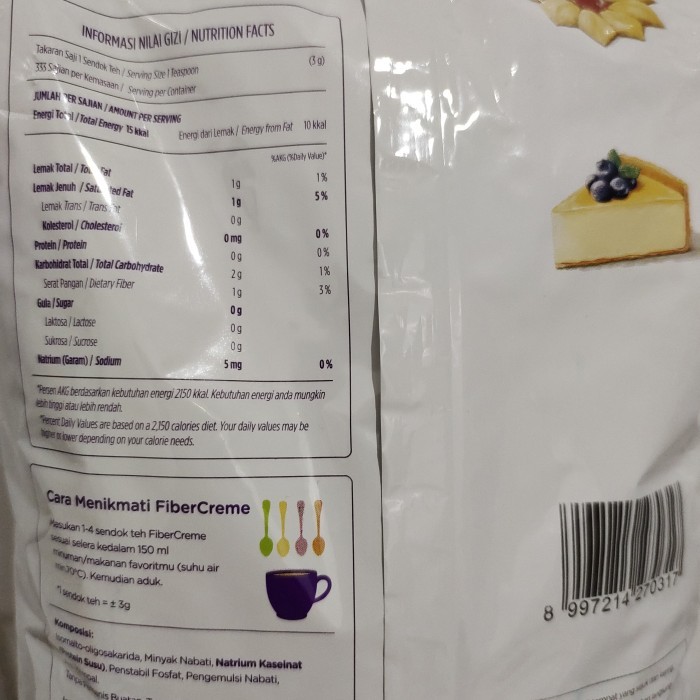 INFORMASI NILAI GIZI / NUTRITION FACTS
Takaran Saji 1 Sendok Teh / Serving Size 1 Teaspoon (3 g)
333 Sajian per Kemasaan / Serving per Container
JUMLAH PER SAJIAN / AMOUNT PER SERVING
Energi Total / Total Energy 15 kkal Energi dari Lemak / Energy from Fat 10 kkal
%AKG (%Daily Value)*
Lemak Total / Total Fat 1g 1%
Lemak Jenuh / Saturated Fat 1g 5%
Lemak Trans / Trans Fat 0g
Kolesterol / Cholesterol 0 mg 0%
Protein / Protein 0g 0%
Karbohidrat Total / Total Carbohydrate 2g 1%
Serat Pangan / Dietary Fiber 1g 3%
Gula / Sugar 0g
Laktosa / Lactose 0g
Sukrosa / Sucrose 0g
Natrium (Garam) / Sodium 5 mg 0%
*Persen AKG berdasarkan kebutuhan energi 2150 kkal. Kebutuhan energi anda mungkin
lebih tinggi atau lebih rendah.
*Percent Daily Values are based on a 2,150 calories diet. Your daily values may be
higher or lower depending on your calorie needs.
Cara Menikmati FiberCreme
Masukan 1-4 sendok teh FiberCreme
sesuai selera kedalam 150 ml
minuman/makanan favoritmu (suhu air
min.70°C). Kemudian aduk.
*1 sendok teh = ± 3g
Komposisi:
Isomalto-oligosakarida, Minyak Nabati, Natrium Kaseinat
(Protein Susu), Penstabil Fosfat, Pengemulsi Nabati,
8 997214 270317